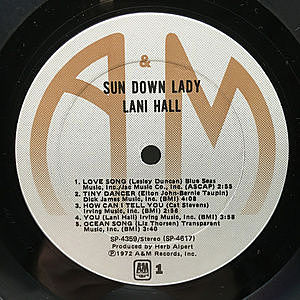 A&M
SUN DOWN LADY
LANI HALL
1. LOVE SONG (Lesley Duncan) Blue Seas
Music, Inc./Jac Music Co., Inc. (ASCAP) 2:55
2. TINY DANCER (Elton John-Bernie Taupin)
Dick James Music, Inc. (BMI) 4:08
3. HOW CAN I TELL YOU (Cat Stevens)
Irving Music, Inc. (BMI) 2:56
4. YOU (Lani Hall) Irving Music, Inc. (BMI) 3:58
5. OCEAN SONG (Liz Thorsen) Transparent
Music, Inc. (BMI) 3:40
SP-4359/Stereo (SP-4617)
Produced by Herb Alpert
℗1972 A&M Records, Inc.
A&M
1